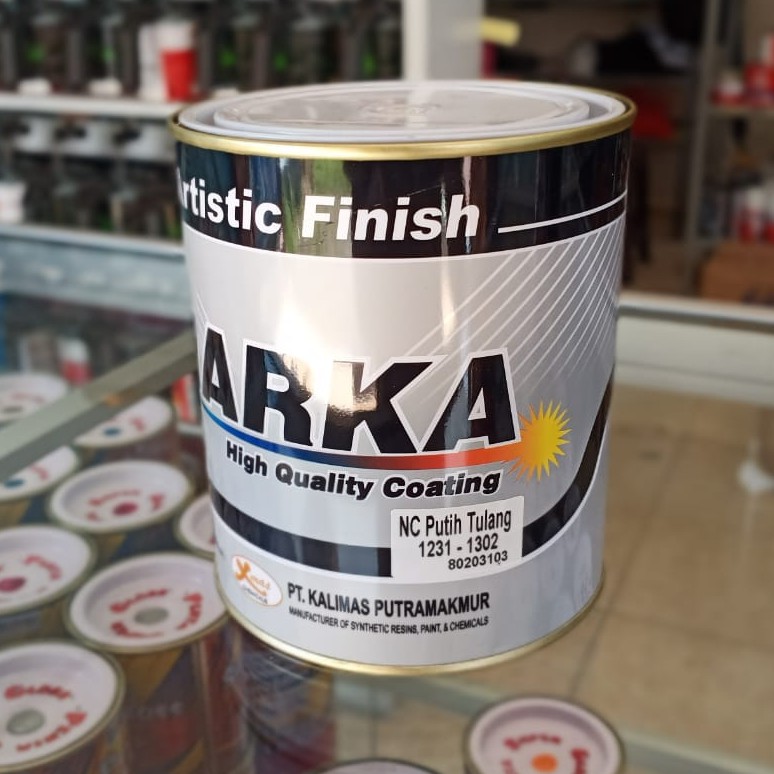 Artistic Finish
ARKA
High Quality Coating
NC Putih Tulang
1231 - 1302
80203103
PT. KALIMAS PUTRAMAKMUR
MANUFACTURER OF SYNTHETIC RESINS, PAINT, & CHEMICALS